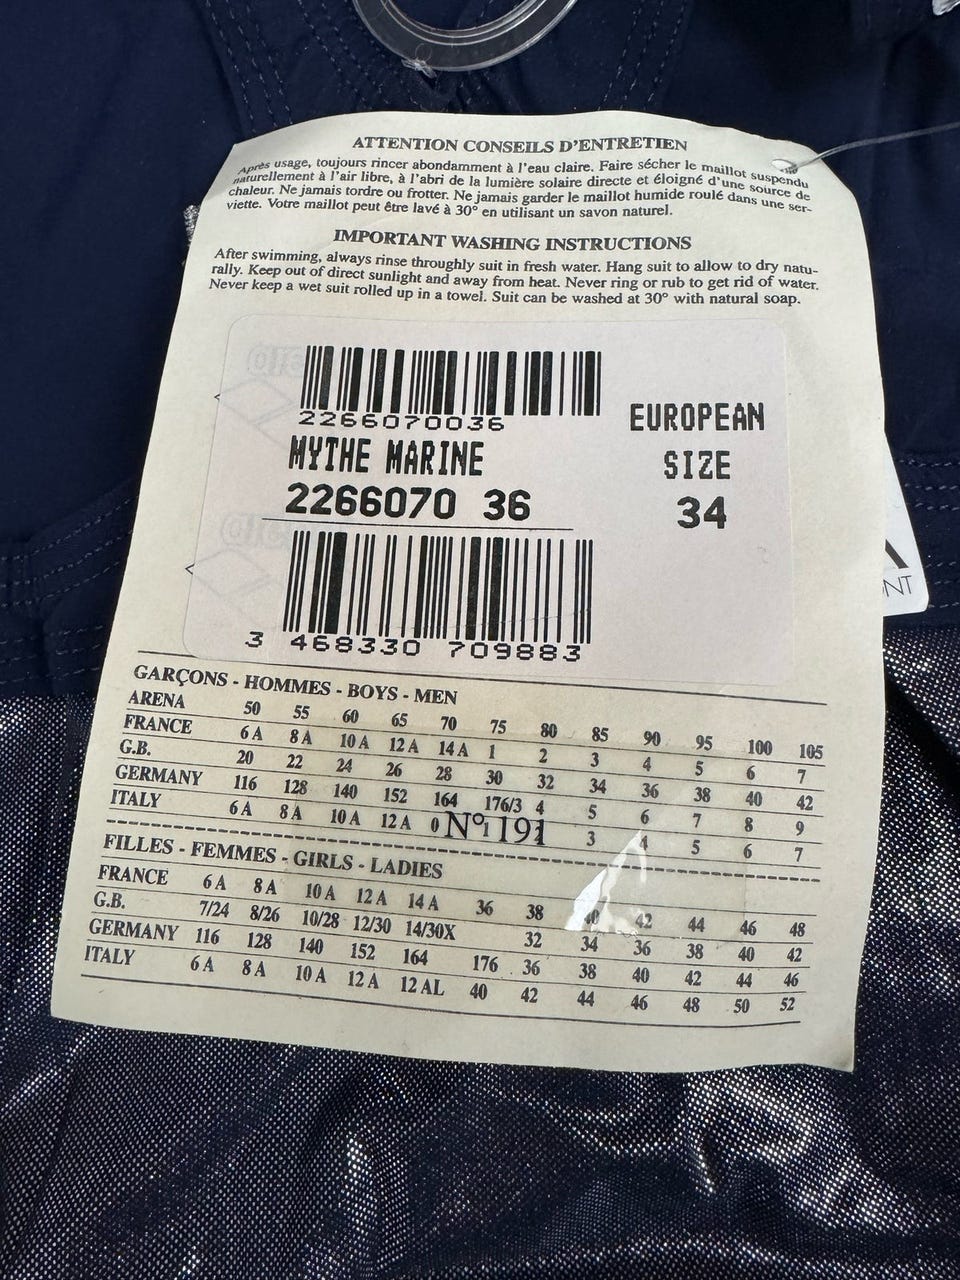 ATTENTION CONSEILS D'ENTRETIEN
Après usage, toujours rincer abondamment à l'eau claire. Faire sécher le maillot suspendu
naturellement à l'air libre, à l'abri de la lumière solaire directe et éloigné d'une source de
chaleur. Ne jamais tordre ou frotter. Ne jamais garder le maillot humide roulé dans une ser-
viette. Votre maillot peut être lavé à 30° en utilisant un savon naturel.
IMPORTANT WASHING INSTRUCTIONS
After swimming, always rinse throughly suit in fresh water. Hang suit to allow to dry natu-
rally. Keep out of direct sunlight and away from heat. Never ring or rub to get rid of water.
Never keep a wet suit rolled up in a towel. Suit can be washed at 30° with natural soap.
2266070036
MYTHE MARINE
2266070 36
EUROPEAN
SIZE
34
3 468330 709883
GARÇONS - HOMMES - BOYS - MEN
ARENA 50 55 60 65 70 75 80 85 90 95 100 105
FRANCE 6 A 8 A 10 A 12 A 14 A 1 2 3 4 5 6 7
G.B. 20 22 24 26 28 30 32 34 36 38 40 42
GERMANY 116 128 140 152 164 176/3 4 5 6 7 8 9
ITALY 6 A 8 A 10 A 12 A 0 1 3 4 5 6 7
N° 191
FILLES - FEMMES - GIRLS - LADIES
FRANCE 6 A 8 A 10 A 12 A 14 A 36 38 40 42 44 46 48
G.B. 7/24 8/26 10/28 12/30 14/30X 32 34 36 38 40 42
GERMANY 116 128 140 152 164 176 36 38 40 42 44 46
ITALY 6 A 8 A 10 A 12 A 12 AL 40 42 44 46 48 50 52